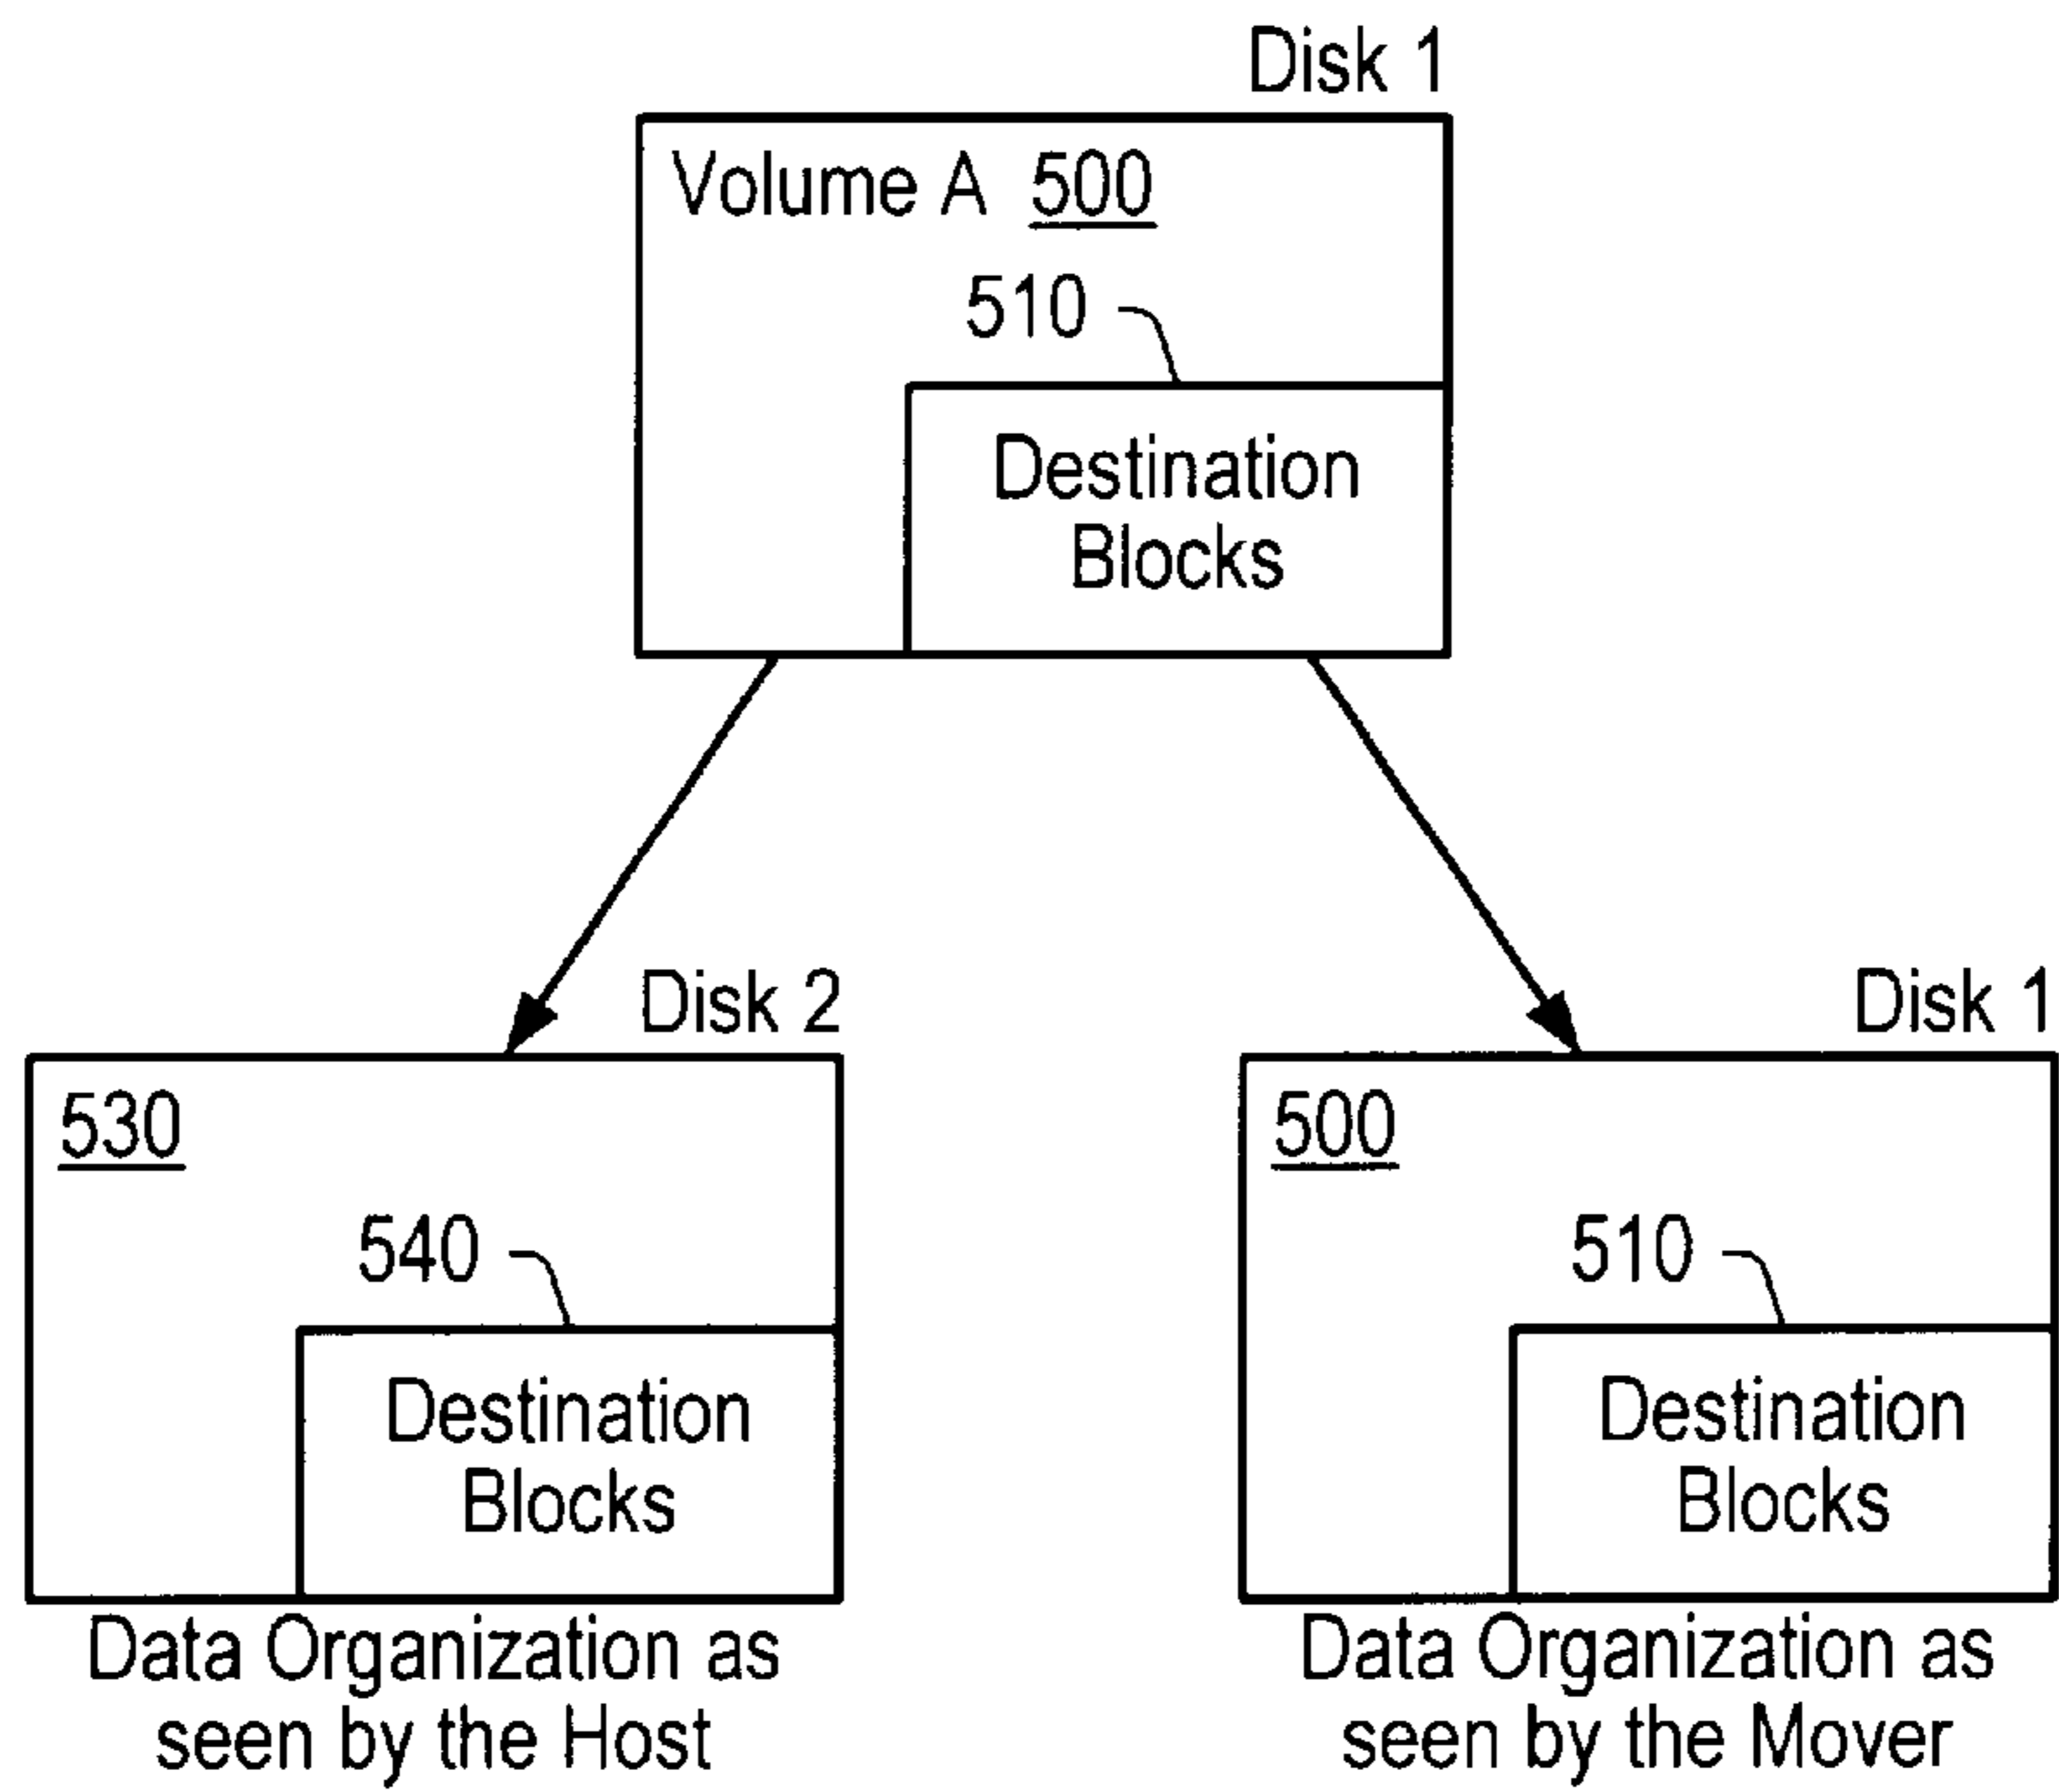 Disk 1
Volume A 500
510
Destination
Blocks
Disk 2
530
540
Destination
Blocks
Data Organization as
seen by the Host
Disk 1
500
510
Destination
Blocks
Data Organization as
seen by the Mover